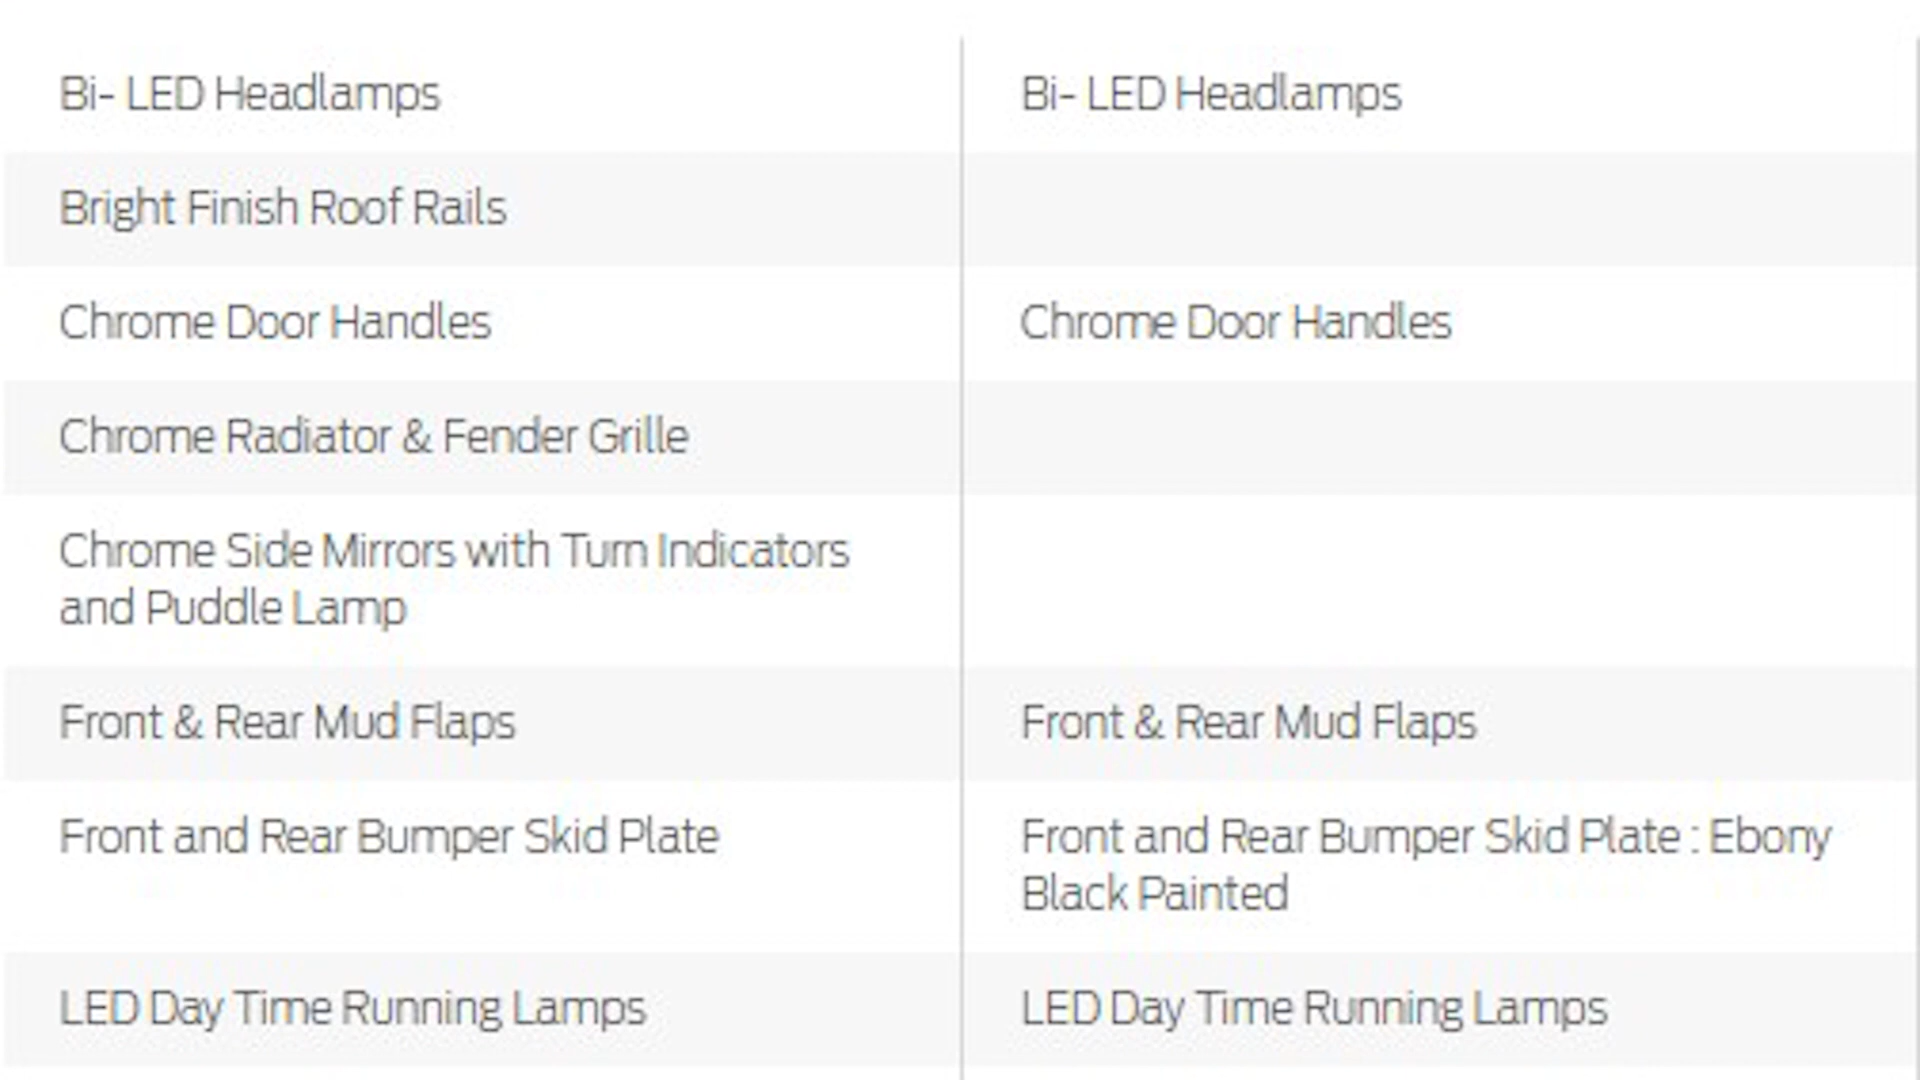 Bi- LED Headlamps
Bi- LED Headlamps
Bright Finish Roof Rails
Chrome Door Handles
Chrome Door Handles
Chrome Radiator & Fender Grille
Chrome Side Mirrors with Turn Indicators
and Puddle Lamp
Front & Rear Mud Flaps
Front & Rear Mud Flaps
Front and Rear Bumper Skid Plate
Front and Rear Bumper Skid Plate : Ebony
Black Painted
LED Day Time Running Lamps
LED Day Time Running Lamps